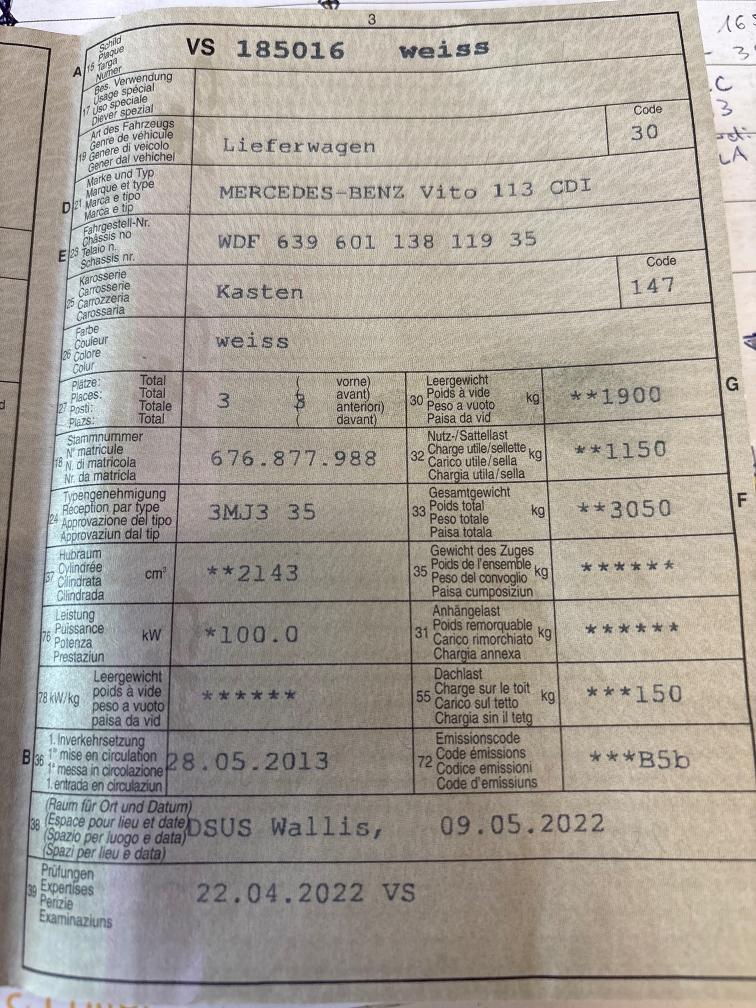 3
A 15 Schild Plaque Targa Numer VS 185016 weiss
17 Bes. Verwendung
Usage spécial
Uso speciale
Diever spezial
19 Art des Fahrzeugs
Genre de véhicule
Genere di veicolo
Gener dal vehichel
Lieferwagen
Code
30
D 21 Marke und Typ
Marque et type
Marca e tipo
Marca e tip
MERCEDES-BENZ Vito 113 CDI
E 23 Fahrgestell-Nr.
Châssis no
Telaio n.
Schassis nr.
WDF 639 601 138 119 35
25 Karosserie
Carrosserie
Carrozzeria
Carossaria
Kasten
Code
147
26 Farbe
Couleur
Colore
Colur
weiss
27 Plätze: Total
Places: Total
Posti: Totale
Plazs: Total
3
3
vorne)
avant)
anteriori)
davant)
30 Leergewicht
Poids à vide
Peso a vuoto
Paisa da vid
kg
**1900
G
18 Stammnummer
N° matricule
N. di matricola
Nr. da matricla
676.877.988
32 Nutz-/Sattellast
Charge utile/sellette
Carico utile/sella
Chargia utila/sella
kg
**1150
24 Typengenehmigung
Réception par type
Approvazione del tipo
Approvaziun dal tip
3MJ3 35
33 Gesamtgewicht
Poids total
Peso totale
Paisa totala
kg
**3050
F
37 Hubraum
Cylindrée
Cilindrata
Cilindrada
cm³
**2143
35 Gewicht des Zuges
Poids de l'ensemble
Peso del convoglio
Paisa cumposiziun
kg
******
76 Leistung
Puissance
Potenza
Prestaziun
kW
*100.0
31 Anhängelast
Poids remorquable
Carico rimorchiato
Chargia annexa
kg
******
78 kW/kg
Leergewicht
poids à vide
peso a vuoto
paisa da vid
******
55 Dachlast
Charge sur le toit
Carico sul tetto
Chargia sin il tetg
kg
***150
B 36 1. Inverkehrsetzung
1re mise en circulation
1a messa in circolazione
1. entrada en circulaziun
28.05.2013
72 Emissionscode
Code émissions
Codice emissioni
Code d'emissiuns
***B5b
38 (Raum für Ort und Datum)
(Espace pour lieu et date)
(Spazio per luogo e data)
(Spazi per lieu e data)
DSUS Wallis, 09.05.2022
39 Prüfungen
Expertises
Perizie
Examinaziuns
22.04.2022 VS